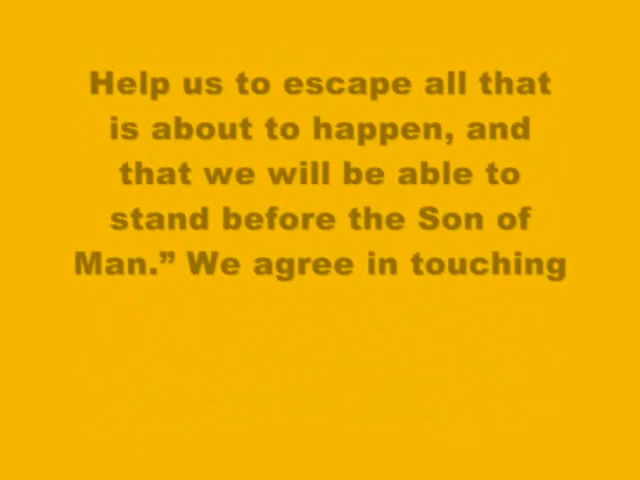 Help us to escape all that
is about to happen, and
that we will be able to
stand before the Son of
Man.” We agree in touching